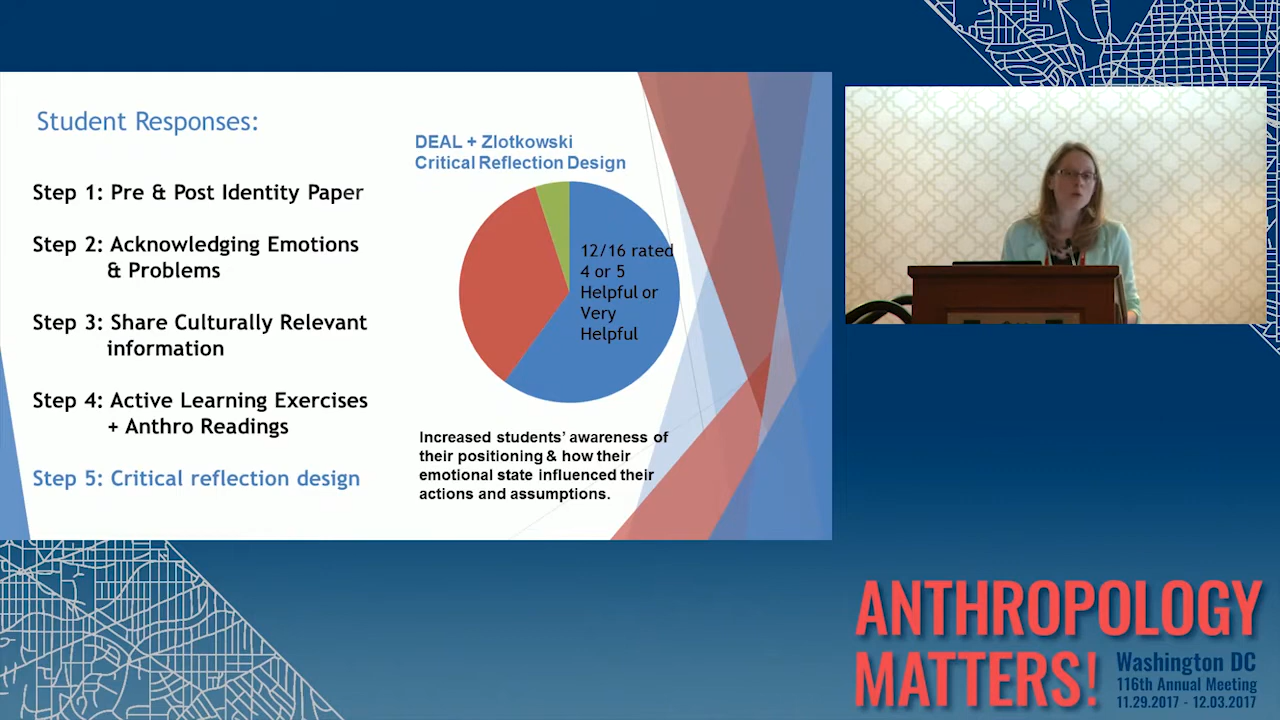 Student Responses:
Step 1: Pre & Post Identity Paper
Step 2: Acknowledging Emotions
& Problems
Step 3: Share Culturally Relevant
information
Step 4: Active Learning Exercises
+ Anthro Readings
Step 5: Critical reflection design
DEAL + Zlotkowski
Critical Reflection Design
12/16 rated
4 or 5
Helpful or
Very
Helpful
Increased students’ awareness of
their positioning & how their
emotional state influenced their
actions and assumptions.
ANTHROPOLOGY
MATTERS!
Washington DC
116th Annual Meeting
11.29.2017 - 12.03.2017